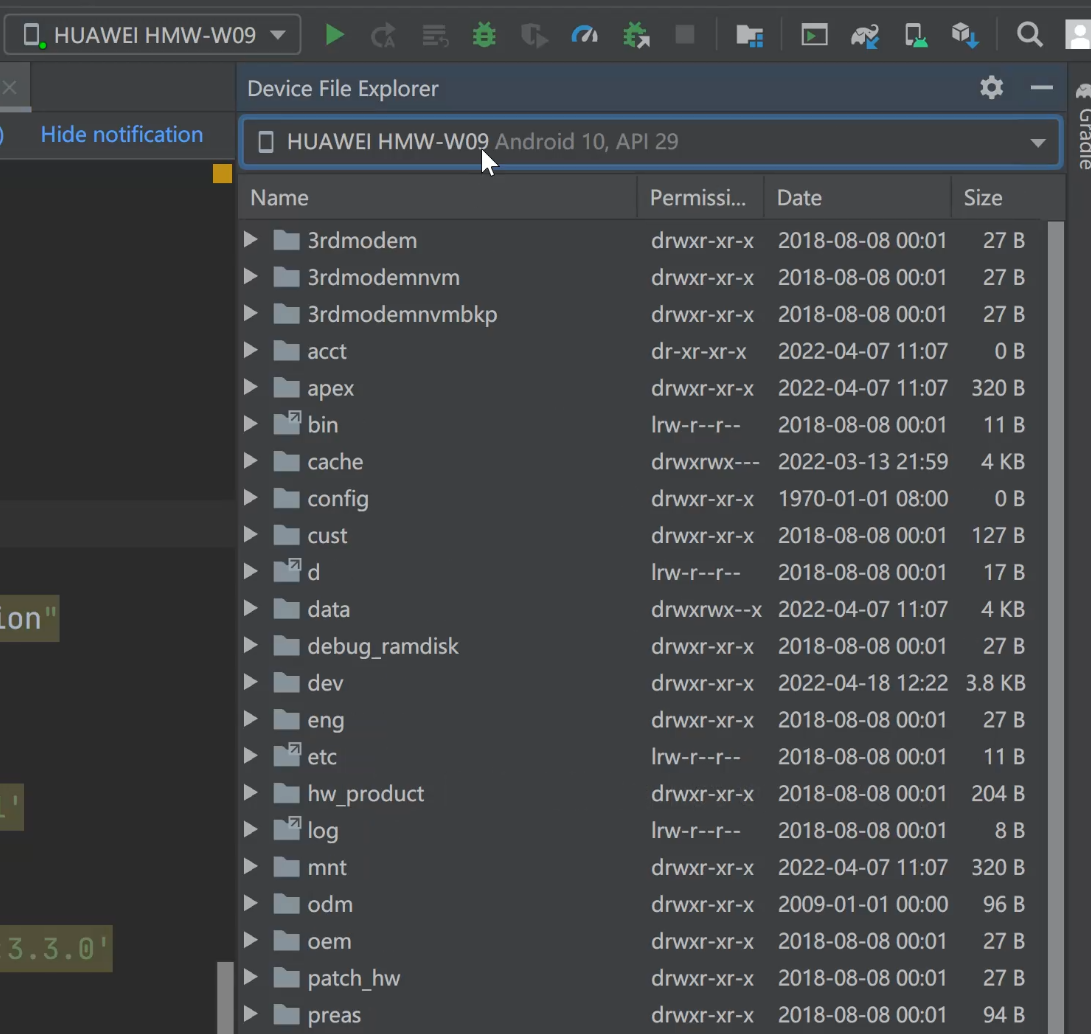 HUAWEI HMW-W09
Device File Explorer
Hide notification
HUAWEI HMW-W09 Android 10, API 29
Gradle
Name Permissi... Date Size
3rdmodem drwxr-xr-x 2018-08-08 00:01 27 B
3rdmodemnvm drwxr-xr-x 2018-08-08 00:01 27 B
3rdmodemnvmbkp drwxr-xr-x 2018-08-08 00:01 27 B
acct dr-xr-xr-x 2022-04-07 11:07 0 B
apex drwxr-xr-x 2022-04-07 11:07 320 B
bin lrw-r--r-- 2018-08-08 00:01 11 B
cache drwxrwx--- 2022-03-13 21:59 4 KB
config drwxr-xr-x 1970-01-01 08:00 0 B
cust drwxr-xr-x 2018-08-08 00:01 127 B
d lrw-r--r-- 2018-08-08 00:01 17 B
data drwxrwx--x 2022-04-07 11:07 4 KB
ion"
debug_ramdisk drwxr-xr-x 2018-08-08 00:01 27 B
dev drwxr-xr-x 2022-04-18 12:22 3.8 KB
eng drwxr-xr-x 2018-08-08 00:01 27 B
etc lrw-r--r-- 2018-08-08 00:01 11 B
hw_product drwxr-xr-x 2018-08-08 00:01 204 B
log lrw-r--r-- 2018-08-08 00:01 8 B
mnt drwxr-xr-x 2022-04-07 11:07 320 B
odm drwxr-xr-x 2009-01-01 00:00 96 B
oem drwxr-xr-x 2018-08-08 00:01 27 B
3.3.0'
patch_hw drwxr-xr-x 2018-08-08 00:01 27 B
preas drwxr-xr-x 2018-08-08 00:01 94 B